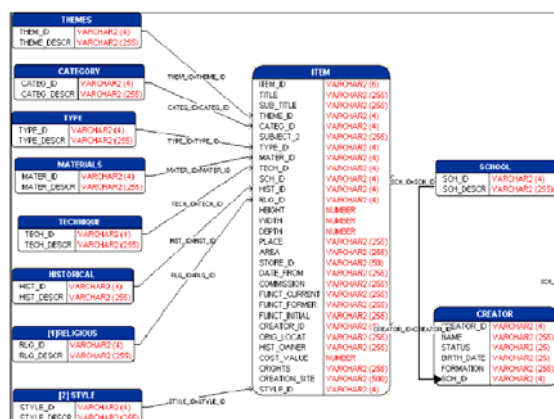 THEMES
THEM_ID VARCHAR2 (4)
THEME_DESCR VARCHAR2 (255)
THEM_ID=THEME_ID
CATEGORY
CATEG_ID VARCHAR2 (4)
CATEG_DESCR VARCHAR2 (255)
CATEG_ID=CATEG_ID
TYPE
TYPE_ID VARCHAR2 (4)
TYPE_DESCR VARCHAR2 (255)
TYPE_ID=TYPE_ID
MATERIALS
MATER_ID VARCHAR2 (4)
MATER_DESCR VARCHAR2 (255)
MATER_ID=MATER_ID
TECHNIQUE
TECH_ID VARCHAR2 (4)
TECH_DESCR VARCHAR2 (255)
TECH_ID=TECH_ID
HISTORICAL
HIST_ID VARCHAR2 (4)
HIST_DESCR VARCHAR2 (255)
HIST_ID=HIST_ID
[1]RELIGIOUS
RLG_ID VARCHAR2 (4)
RLG_DESCR VARCHAR2 (255)
RLG_ID=RLG_ID
[2] STYLE
STYLE_ID VARCHAR2 (4)
STYLE_DESCR VARCHAR2 (255)
STYLE_ID=STYLE_ID
ITEM
ITEM_ID VARCHAR2 (5)
TITLE VARCHAR2 (255)
SUB_TITLE VARCHAR2 (255)
THEME_ID VARCHAR2 (4)
CATEG_ID VARCHAR2 (4)
SUBJECT_2 VARCHAR2 (255)
TYPE_ID VARCHAR2 (4)
MATER_ID VARCHAR2 (4)
TECH_ID VARCHAR2 (4)
SCH_ID VARCHAR2 (4)
HIST_ID VARCHAR2 (4)
RLG_ID VARCHAR2 (4)
HEIGHT NUMBER
WIDTH NUMBER
DEPTH NUMBER
PLACE VARCHAR2 (255)
AREA VARCHAR2 (255)
STORE_ID VARCHAR2 (50)
DATE_FROM VARCHAR2 (255)
COMMISSION VARCHAR2 (255)
FUNCT_CURRENT VARCHAR2 (255)
FUNCT_FORMER VARCHAR2 (255)
FUNCT_INITIAL VARCHAR2 (255)
CREATOR_ID VARCHAR2
ORIG_LOCAT VARCHAR2 (255)
HIST_OWNER VARCHAR2 (255)
COST_VALUE NUMBER
CRIGHTS VARCHAR2 (255)
CREATION_SITE VARCHAR2 (500)
STYLE_ID VARCHAR2 (4)
SCH_ID=SCH_ID
SCHOOL
SCH_ID VARCHAR2 (4)
SCH_DESCR VARCHAR2 (255)
SCH_
CREATOR_ID=CREATOR_ID
CREATOR
CREATOR_ID VARCHAR2 (4)
NAME VARCHAR2 (255)
STATUS VARCHAR2 (25)
BIRTH_DATE VARCHAR2 (25)
FORMATION VARCHAR2 (255)
SCH_ID VARCHAR2 (4)